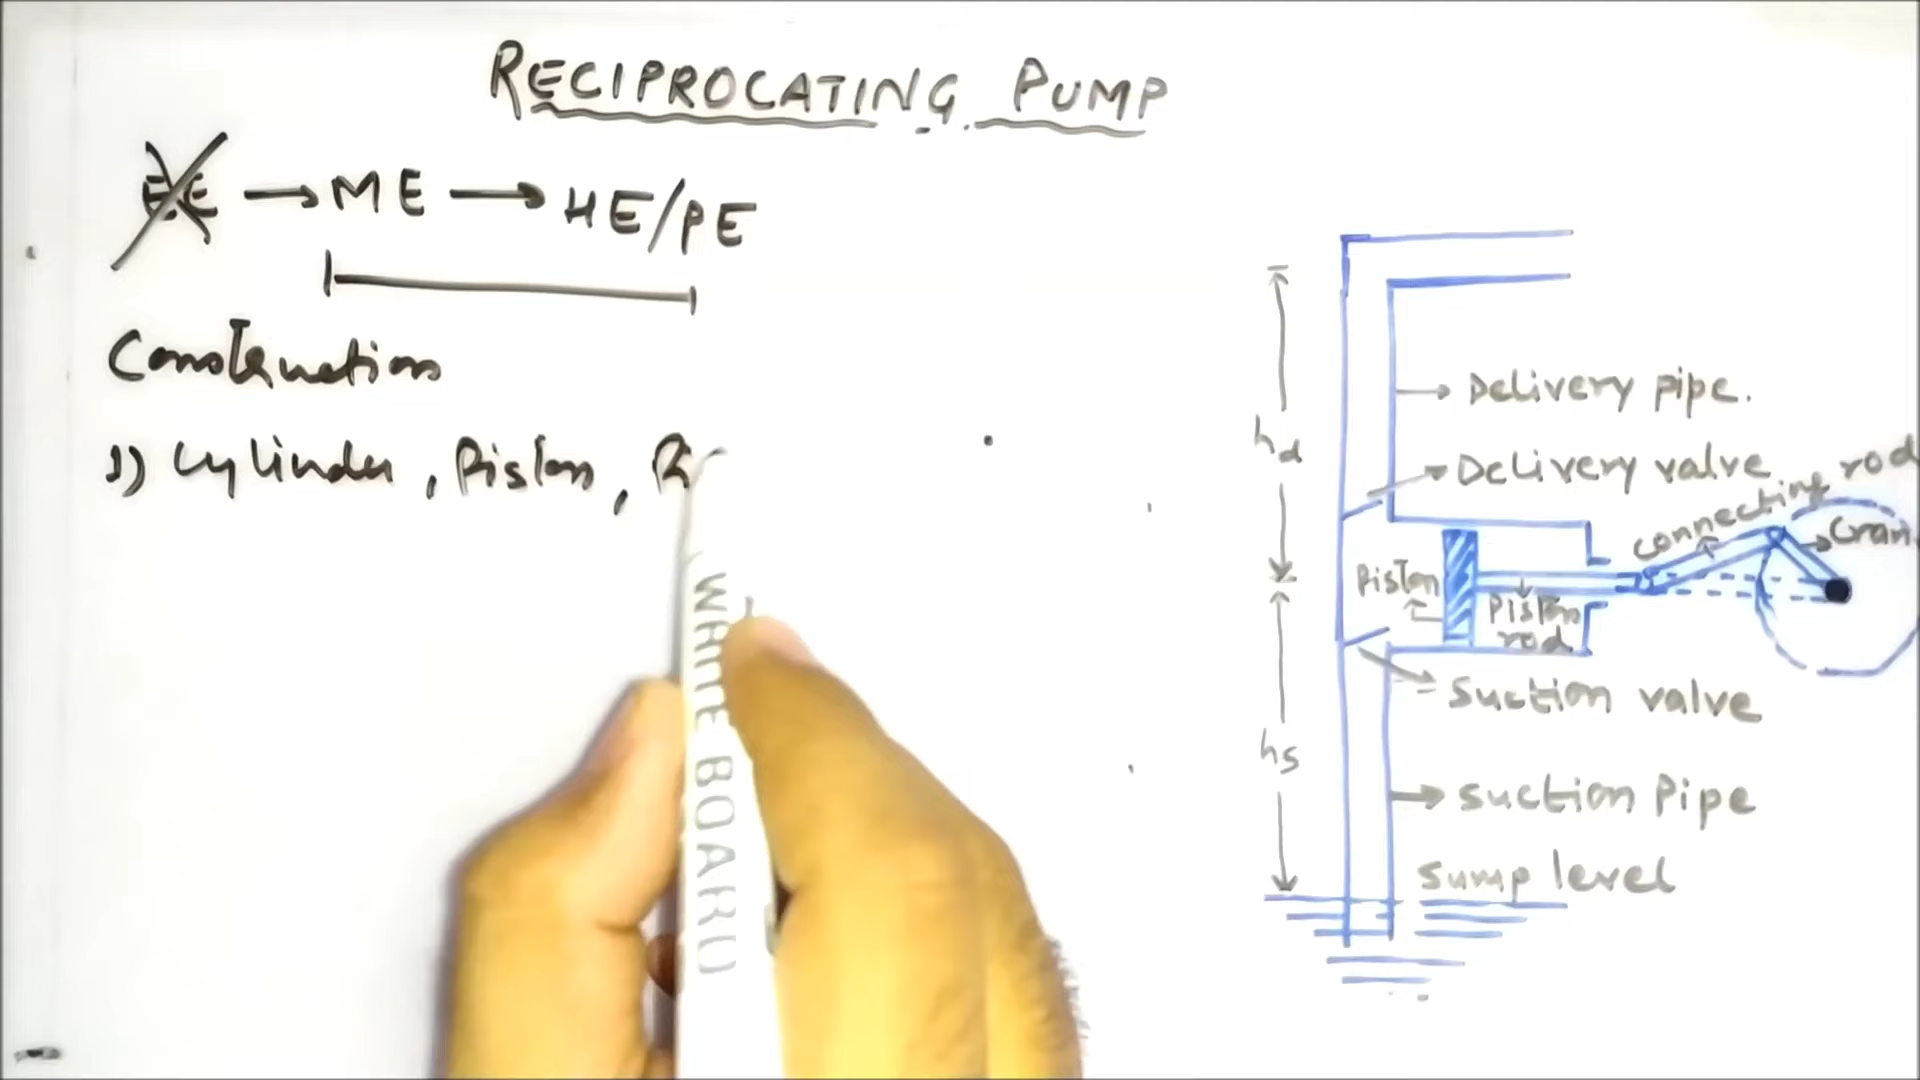 RECIPROCATING PUMP
EE → ME → HE/PE
Construction
1) Cylinder, Piston, R
Delivery pipe.
hd
Delivery valve
connecting rod
Cran
Piston
Piston
rod
Suction valve
hs
Suction Pipe
Sump level
WHITE BOARD